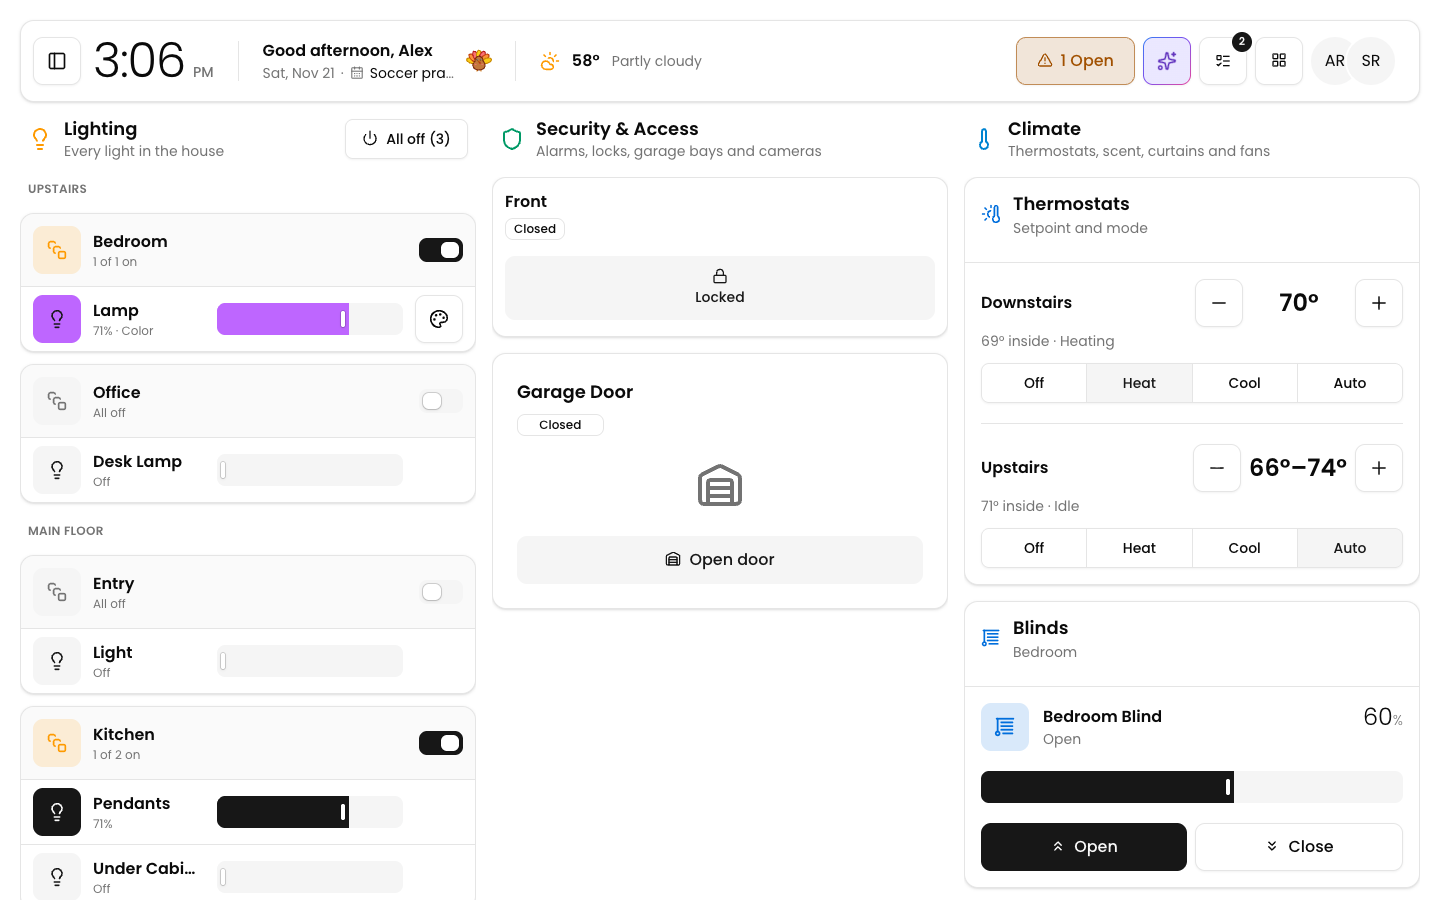 3:06 PM
Good afternoon, Alex
Sat, Nov 21 · Soccer pra…
58° Partly cloudy
1 Open
2
AR
SR
Lighting
Every light in the house
All off (3)
UPSTAIRS
Bedroom
1 of 1 on
Lamp
71% · Color
Office
All off
Desk Lamp
Off
MAIN FLOOR
Entry
All off
Light
Off
Kitchen
1 of 2 on
Pendants
71%
Under Cabi…
Off
Security & Access
Alarms, locks, garage bays and cameras
Front
Closed
Locked
Garage Door
Closed
Open door
Climate
Thermostats, scent, curtains and fans
Thermostats
Setpoint and mode
Downstairs
70°
69° inside · Heating
Off Heat Cool Auto
Upstairs
66°–74°
71° inside · Idle
Off Heat Cool Auto
Blinds
Bedroom
Bedroom Blind
Open
60%
Open
Close